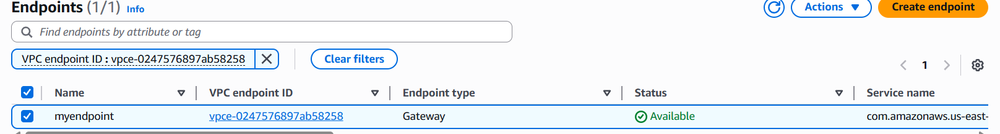 Endpoints (1/1) Info
Actions
Create endpoint
Find endpoints by attribute or tag
VPC endpoint ID : vpce-0247576897ab58258
Clear filters
1
Name VPC endpoint ID Endpoint type Status Service name
myendpoint vpce-0247576897ab58258 Gateway Available com.amazonaws.us-east-